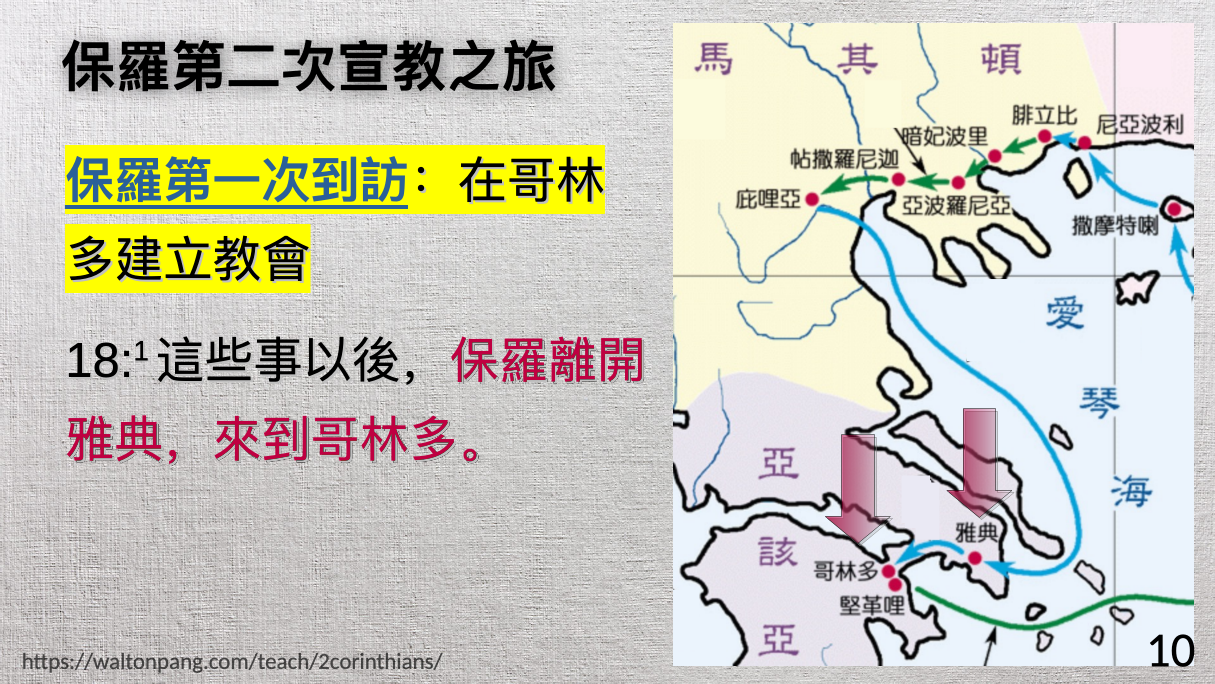 保羅第二次宣教之旅
保羅第一次到訪：在哥林
多建立教會
18:1 這些事以後，保羅離開
雅典，來到哥林多。
https://waltonpang.com/teach/2corinthians/
馬 其 頓
腓立比
尼亞波利
暗妃波里
帖撒羅尼迦
庇哩亞
亞波羅尼亞
撒摩特喇
愛
琴
海
亞
該
亞
雅典
哥林多
堅革哩
10